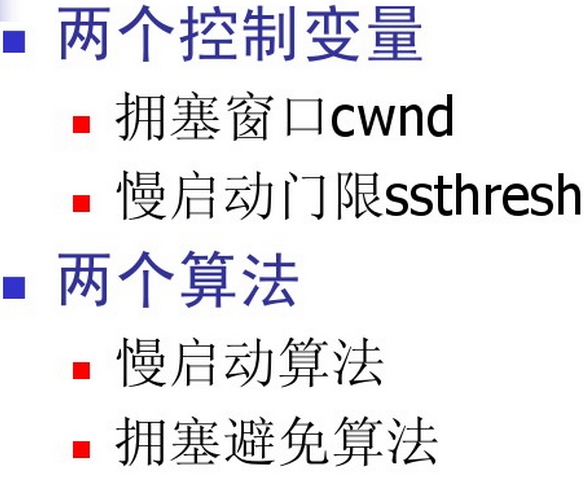 两个控制变量
拥塞窗口cwnd
慢启动门限ssthresh
两个算法
慢启动算法
拥塞避免算法